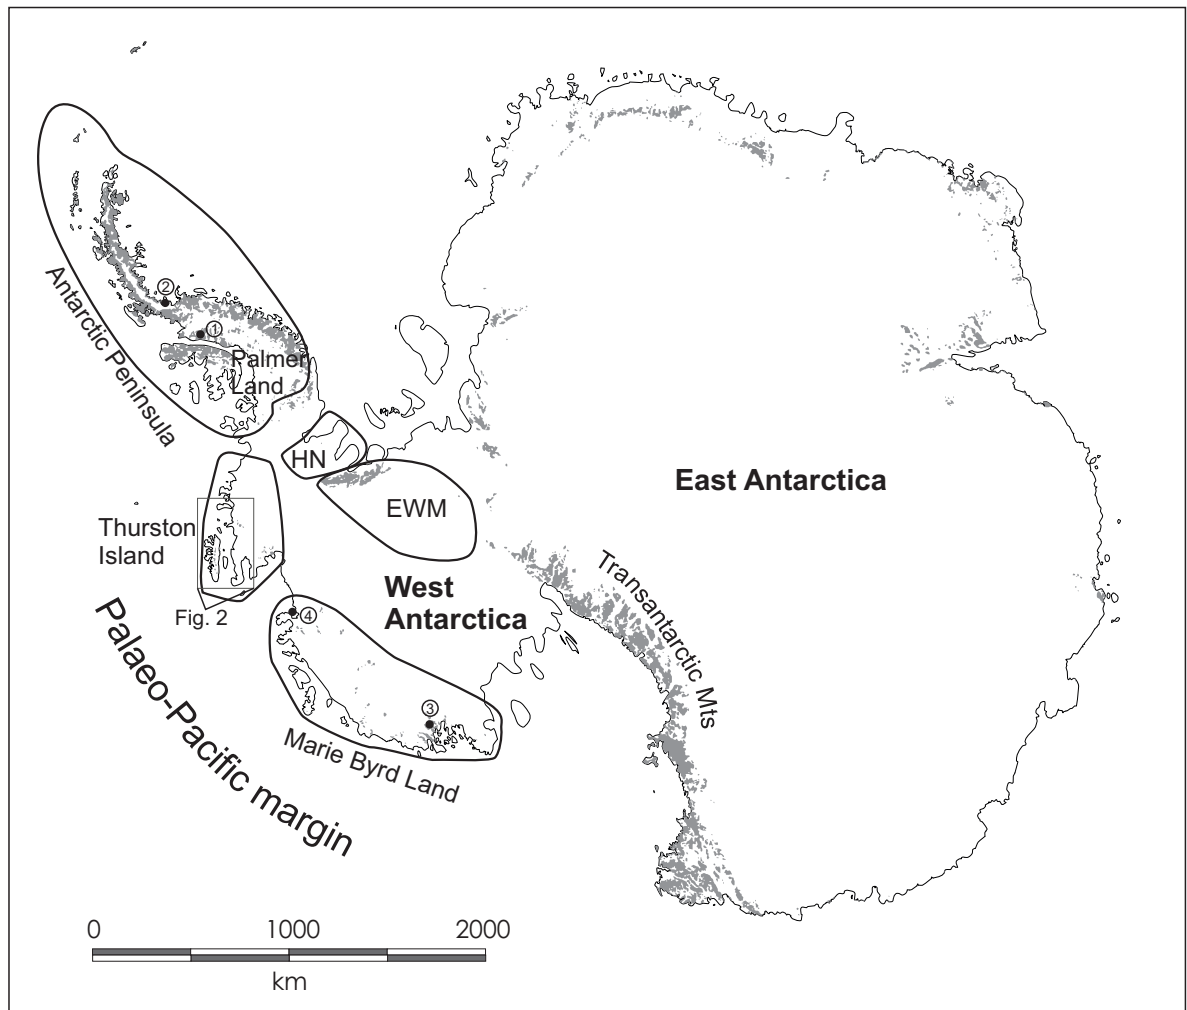 ②
①
Antarctic Peninsula
Palmer
Land
HN
EWM
East Antarctica
Thurston
Island
Fig. 2
West
Antarctica
④
Transantarctic Mts
③
Marie Byrd Land
Palaeo-Pacific margin
0 1000 2000
km